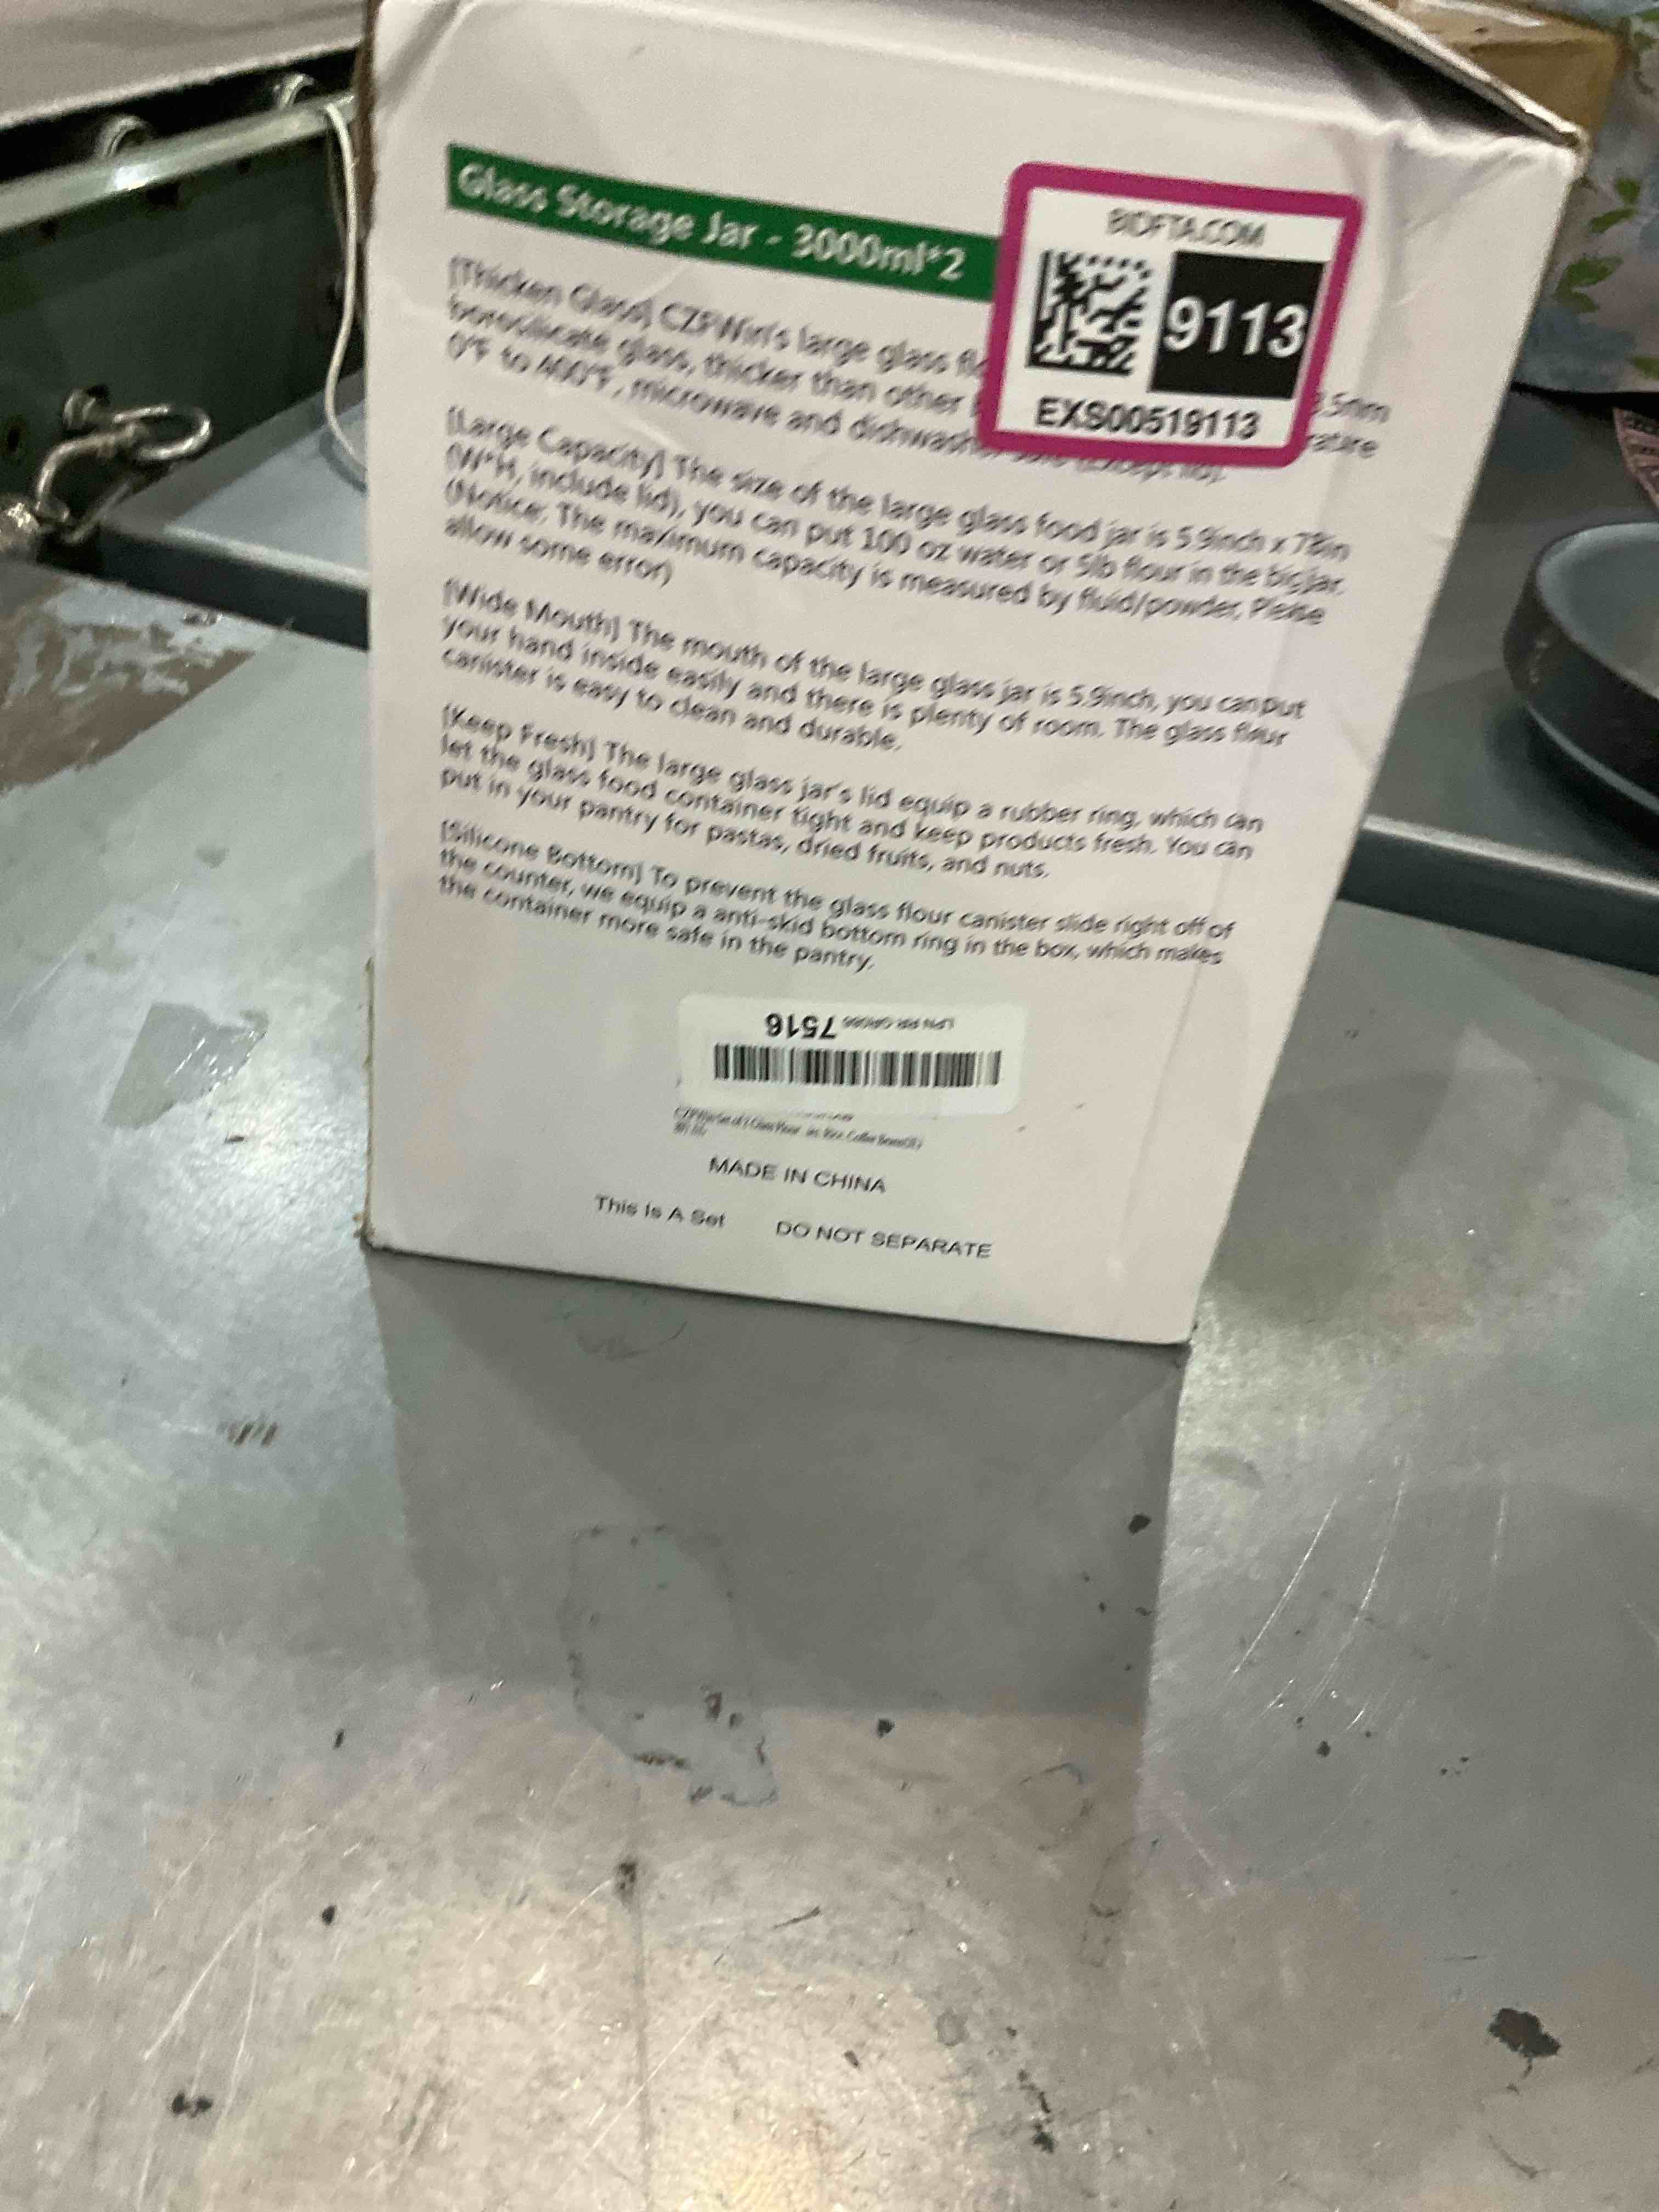 Glass Storage Jar - 3000ml*2
BIDFTA.COM
9113
EXS00519113
[Thicken Glass] CZPWin's large glass 3.5mm
borosilicate glass, thicker than other rature
0°F to 400°F, microwave and dishwasher
[Large Capacity] The size of the large glass food jar is 5.9inch x 7.8in
(W*H, include lid), you can put 100 oz water or 5lb flour in the big jar.
(Notice: The maximum capacity is measured by fluid/powder, Please
allow some error)
[Wide Mouth] The mouth of the large glass jar is 5.9inch, you can put
your hand inside easily and there is plenty of room. The glass flour
canister is easy to clean and durable.
[Keep Fresh] The large glass jar's lid equip a rubber ring, which can
let the glass food container tight and keep products fresh. You can
put in your pantry for pastas, dried fruits, and nuts.
[Silicone Bottom] To prevent the glass flour canister slide right off of
the counter, we equip a anti-skid bottom ring in the box, which makes
the container more safe in the pantry.
7516
MADE IN CHINA
This Is A Set DO NOT SEPARATE